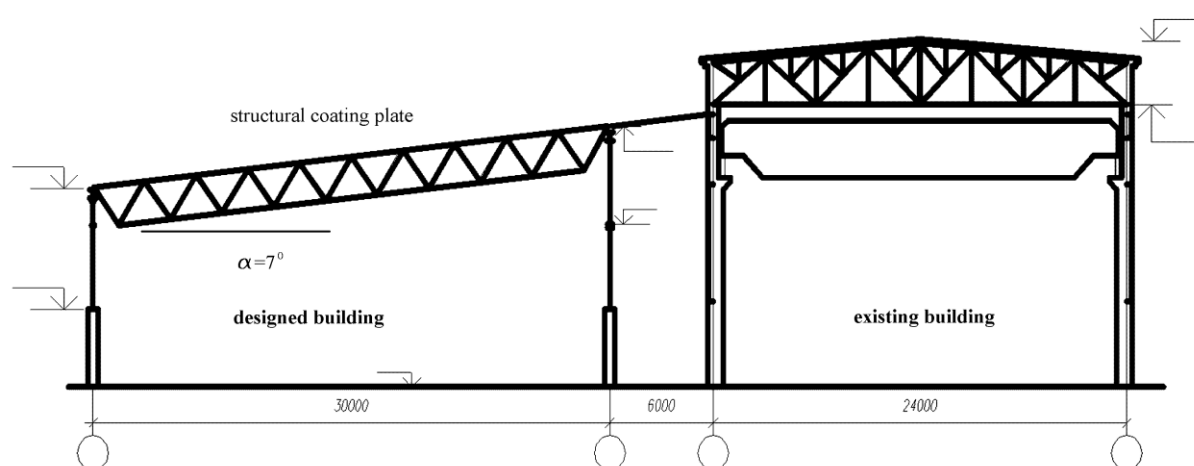 structural coating plate
α=7°
designed building
existing building
30000
6000
24000